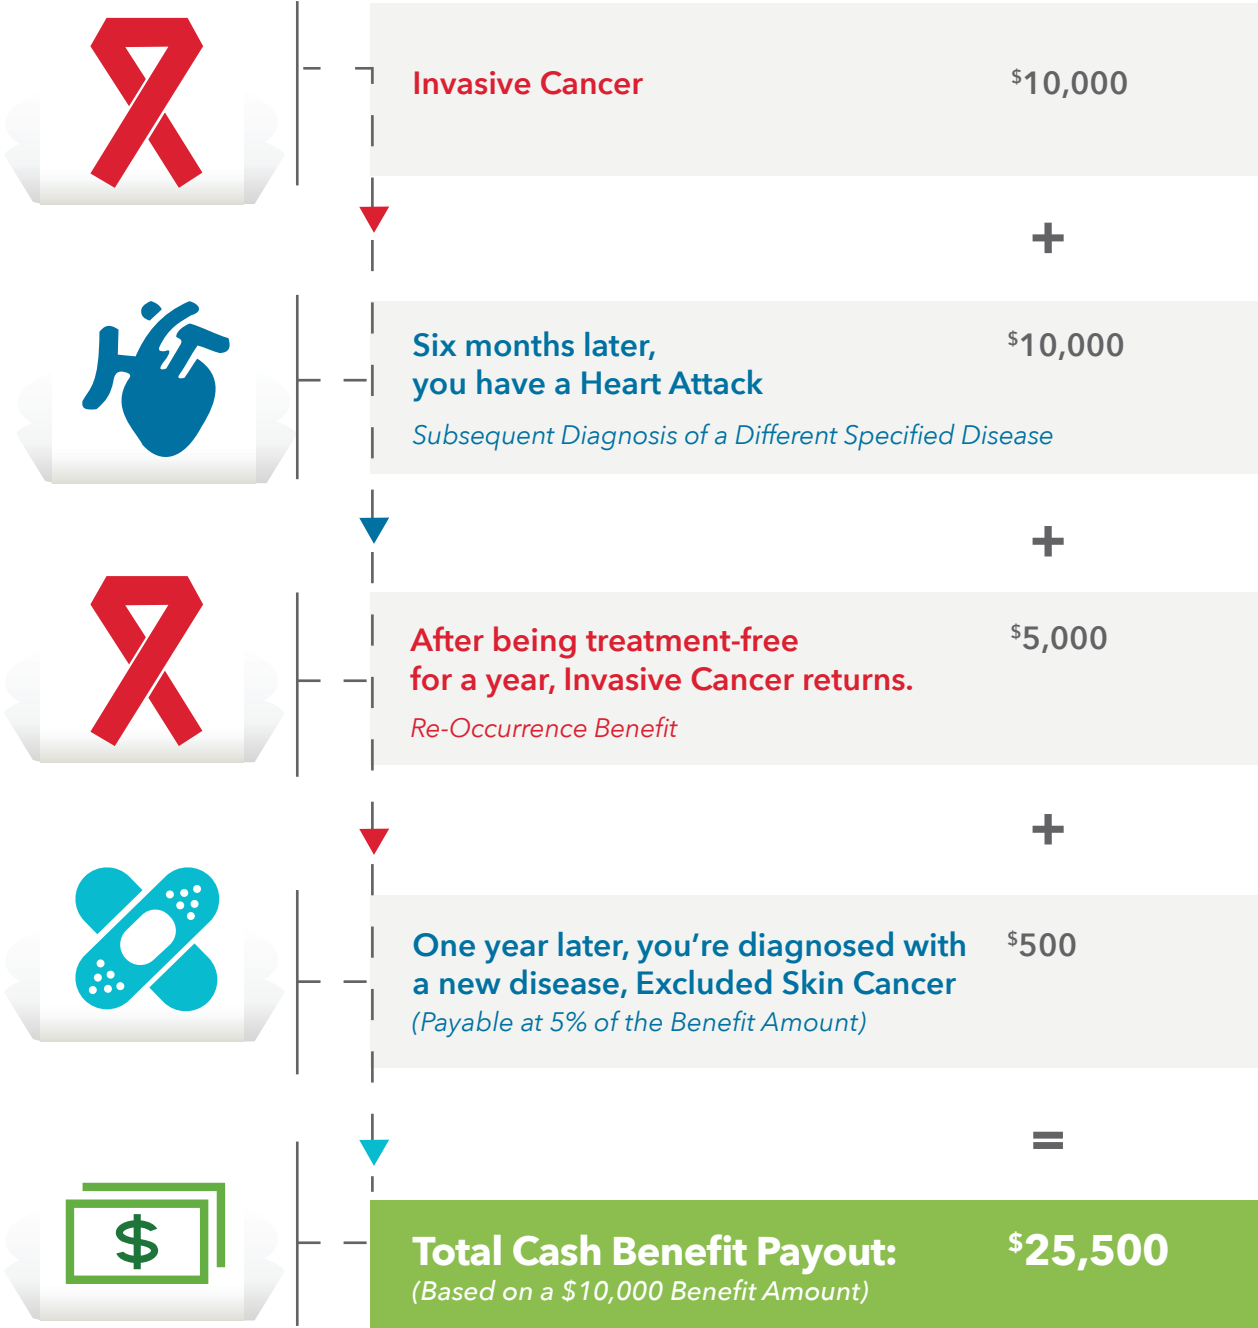 Invasive Cancer $10,000
+
Six months later, $10,000
you have a Heart Attack
Subsequent Diagnosis of a Different Specified Disease
+
After being treatment-free $5,000
for a year, Invasive Cancer returns.
Re-Occurrence Benefit
+
One year later, you’re diagnosed with $500
a new disease, Excluded Skin Cancer
(Payable at 5% of the Benefit Amount)
=
$
Total Cash Benefit Payout: $25,500
(Based on a $10,000 Benefit Amount)